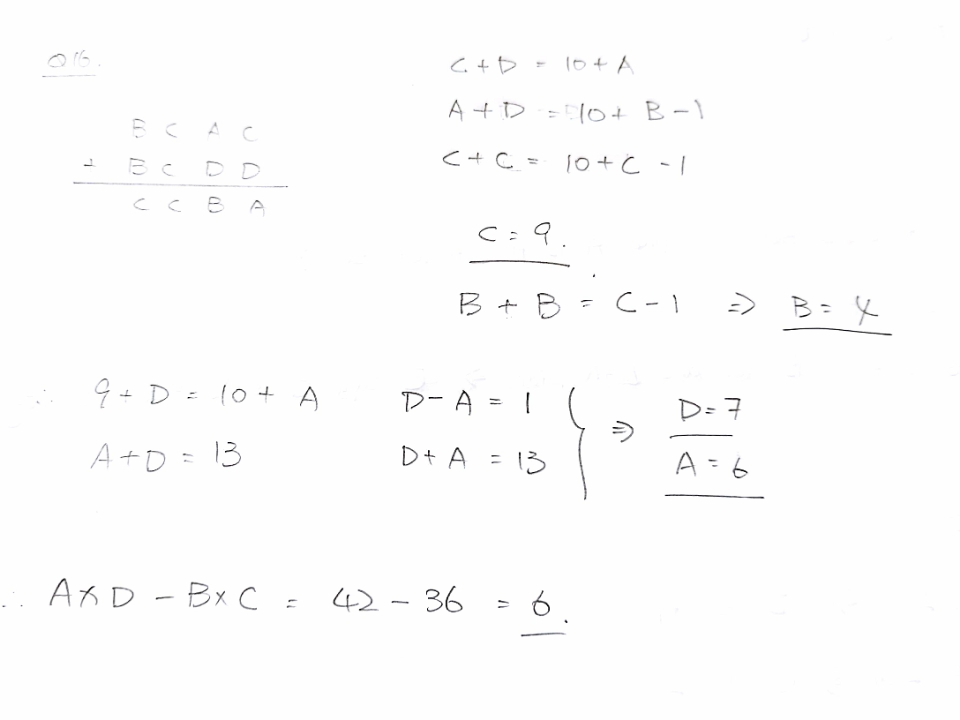 Q16.
B C A C
+ B C D D
C C B A
C + D = 10 + A
A + D = 10 + B - 1
C + C = 10 + C - 1
C = 9.
B + B = C - 1 ⇒ B = 4
∴ 9 + D = 10 + A D - A = 1 } ⇒ D = 7
A + D = 13 D + A = 13 A = 6
∴ A × D - B × C = 42 - 36 = 6.